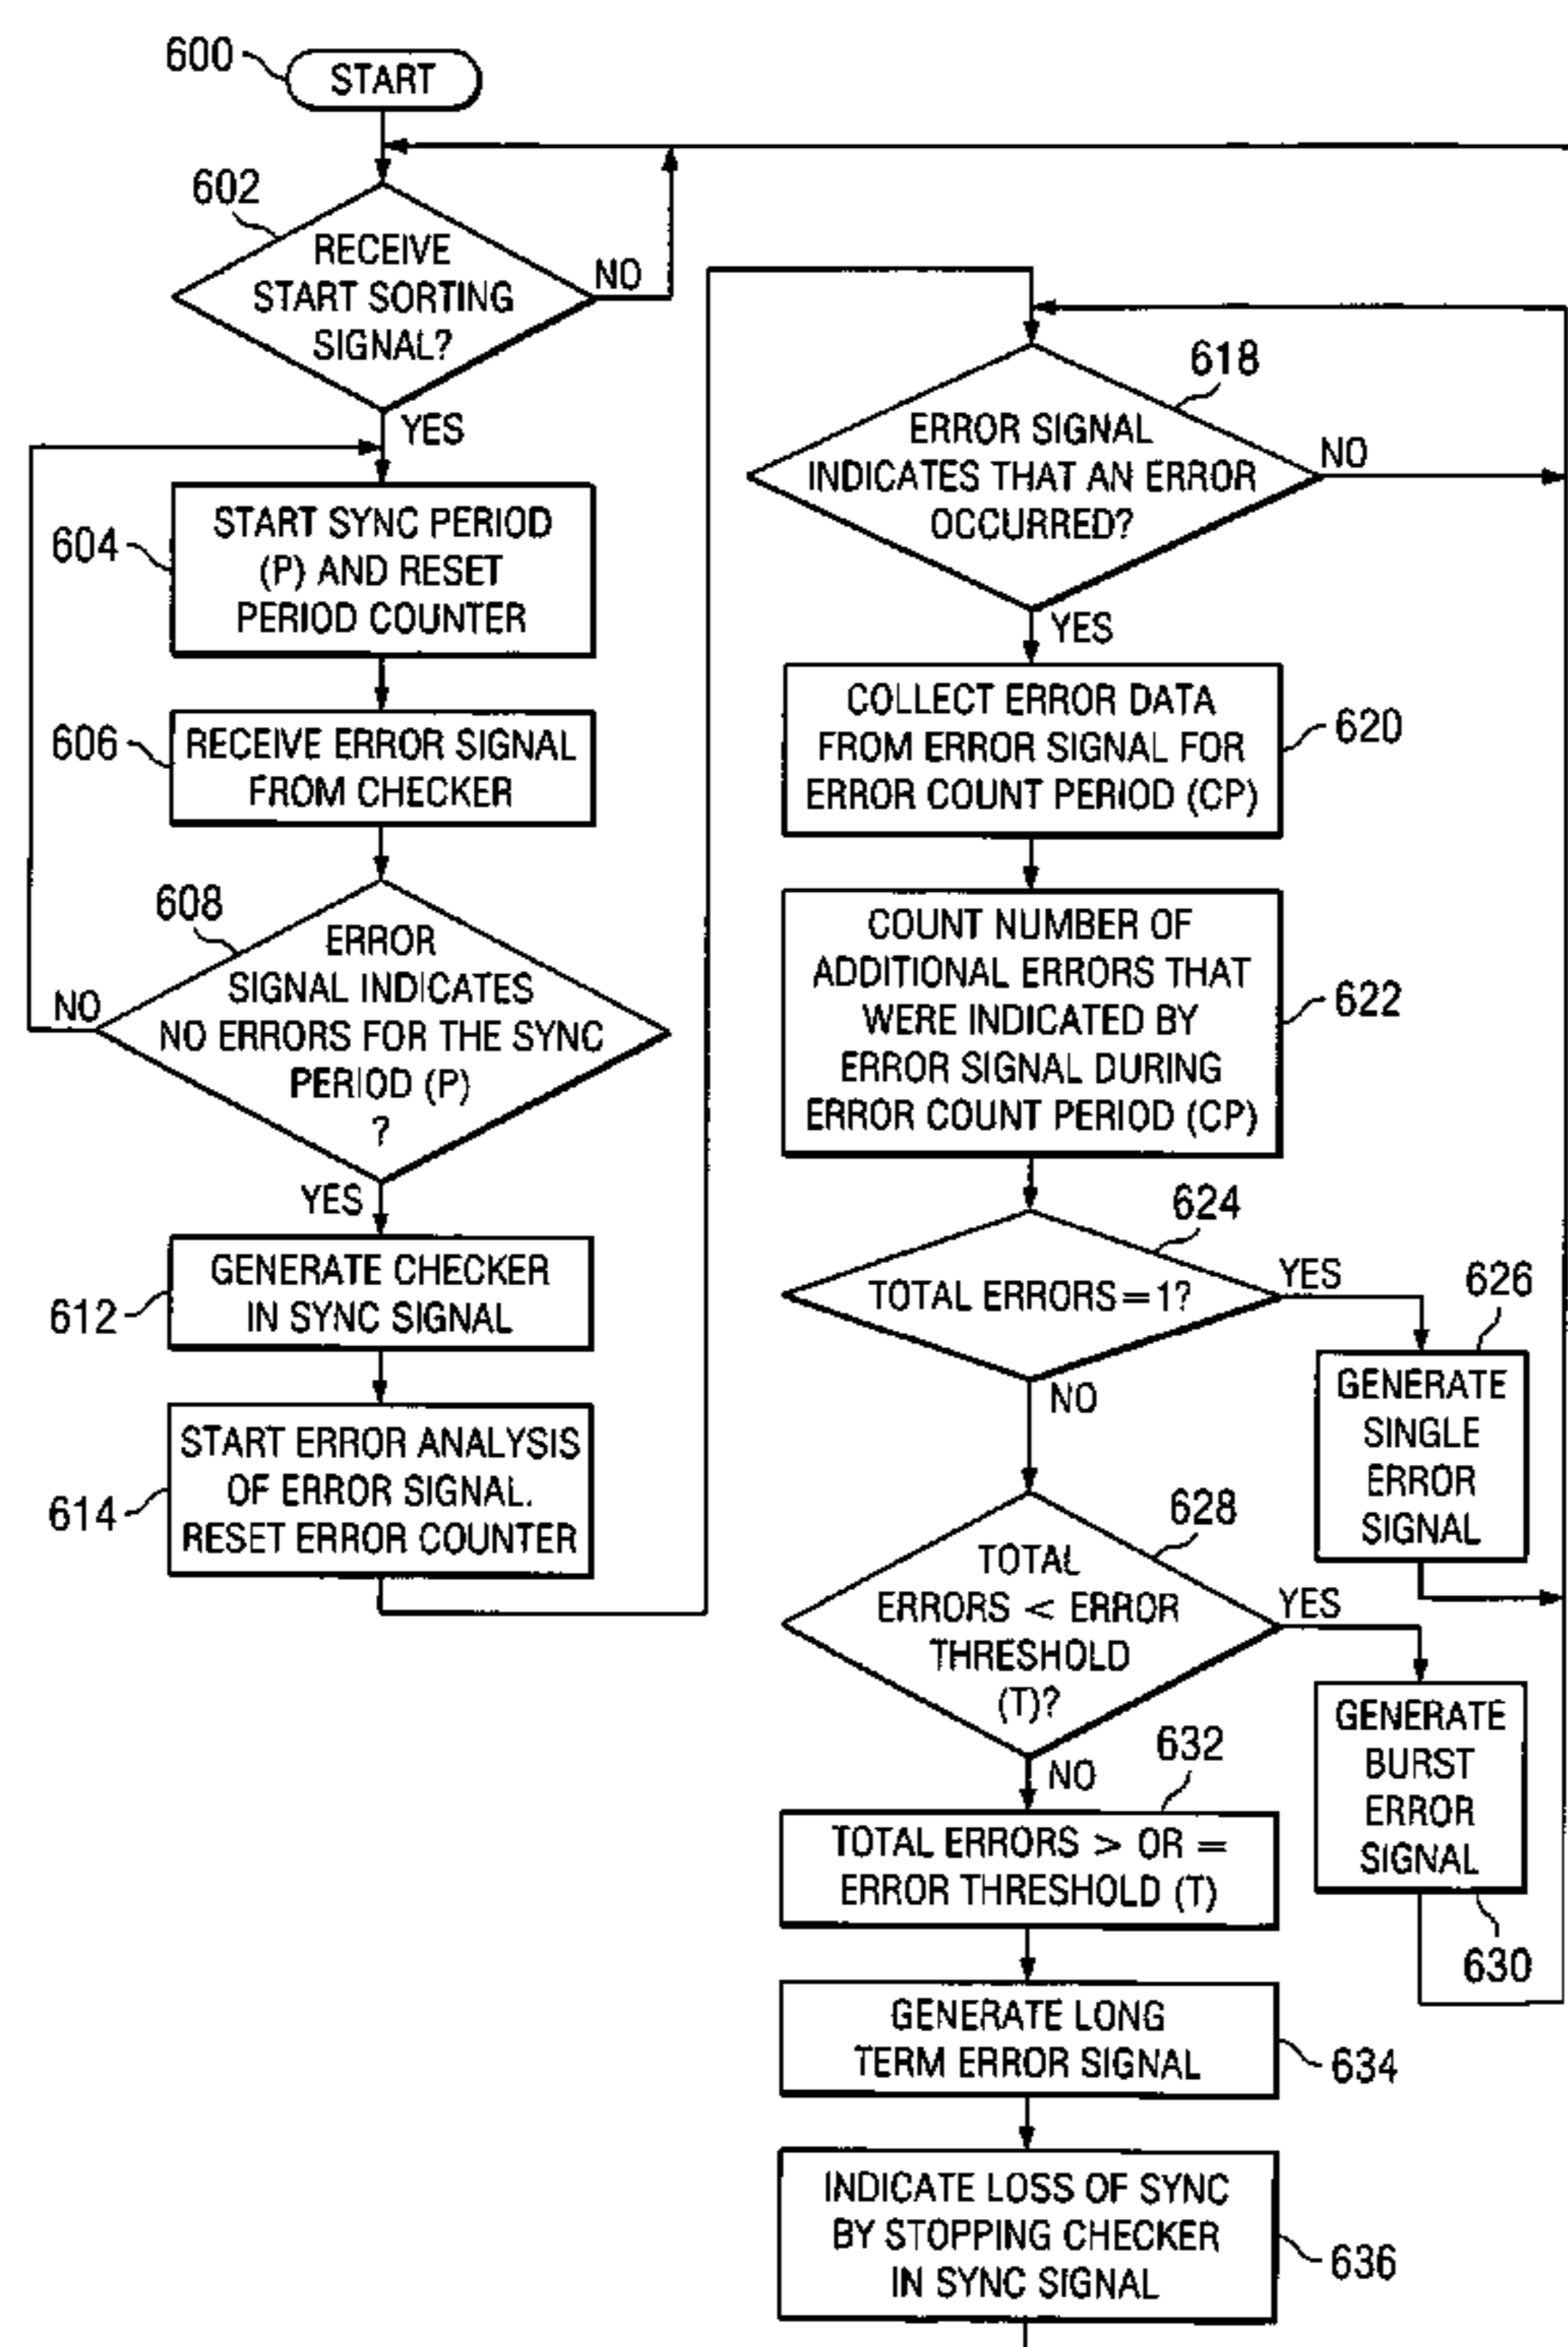 600
START
602
RECEIVE
START SORTING
SIGNAL?
NO
YES
604
START SYNC PERIOD
(P) AND RESET
PERIOD COUNTER
606
RECEIVE ERROR SIGNAL
FROM CHECKER
608
ERROR
SIGNAL INDICATES
NO ERRORS FOR THE SYNC
PERIOD (P)
?
NO
YES
612
GENERATE CHECKER
IN SYNC SIGNAL
614
START ERROR ANALYSIS
OF ERROR SIGNAL.
RESET ERROR COUNTER
618
ERROR SIGNAL
INDICATES THAT AN ERROR
OCCURRED?
NO
YES
COLLECT ERROR DATA
FROM ERROR SIGNAL FOR
ERROR COUNT PERIOD (CP)
620
COUNT NUMBER OF
ADDITIONAL ERRORS THAT
WERE INDICATED BY
ERROR SIGNAL DURING
ERROR COUNT PERIOD (CP)
622
624
TOTAL ERRORS=1?
YES
NO
626
GENERATE
SINGLE
ERROR
SIGNAL
628
TOTAL
ERRORS < ERROR
THRESHOLD
(T)?
YES
NO
GENERATE
BURST
ERROR
SIGNAL
630
632
TOTAL ERRORS > OR =
ERROR THRESHOLD (T)
GENERATE LONG
TERM ERROR SIGNAL
634
INDICATE LOSS OF SYNC
BY STOPPING CHECKER
IN SYNC SIGNAL
636